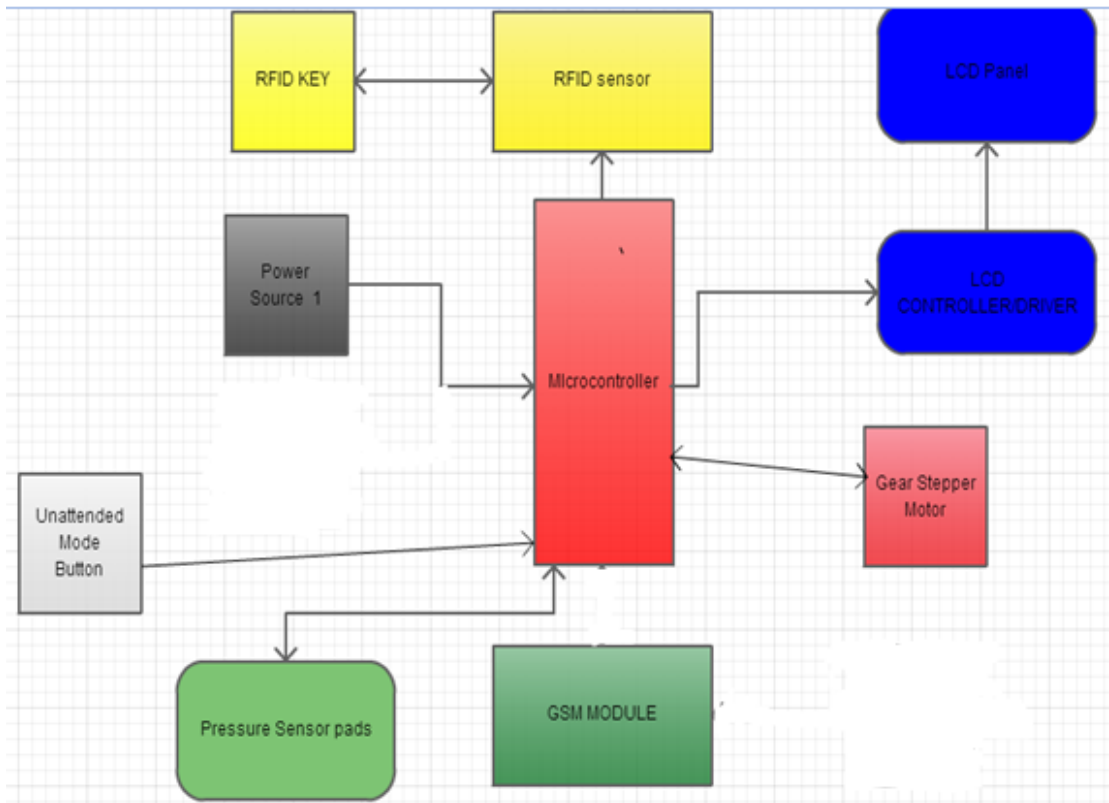 RFID KEY
RFID sensor
LCD Panel
Power
Source 1
LCD
CONTROLLER/DRIVER
MIcrocontroller
Gear Stepper
Motor
Unattended
Mode
Button
Pressure Sensor pads
GSM MODULE